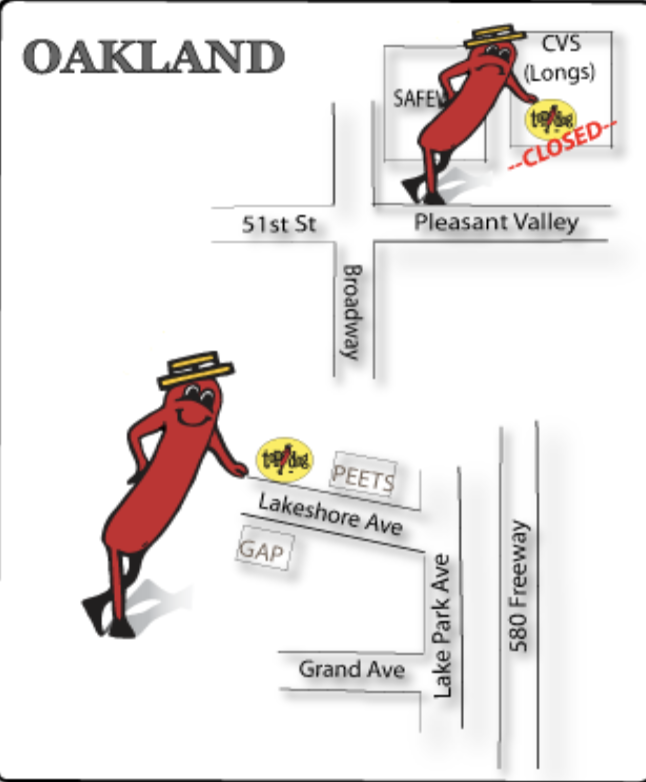 OAKLAND
CVS
(Longs)
SAFEW
top dog
--CLOSED--
51st St
Pleasant Valley
Broadway
top dog
PEETS
Lakeshore Ave
GAP
Lake Park Ave
580 Freeway
Grand Ave